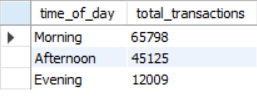 time_of_day total_transactions
Morning 65798
Afternoon 45125
Evening 12009